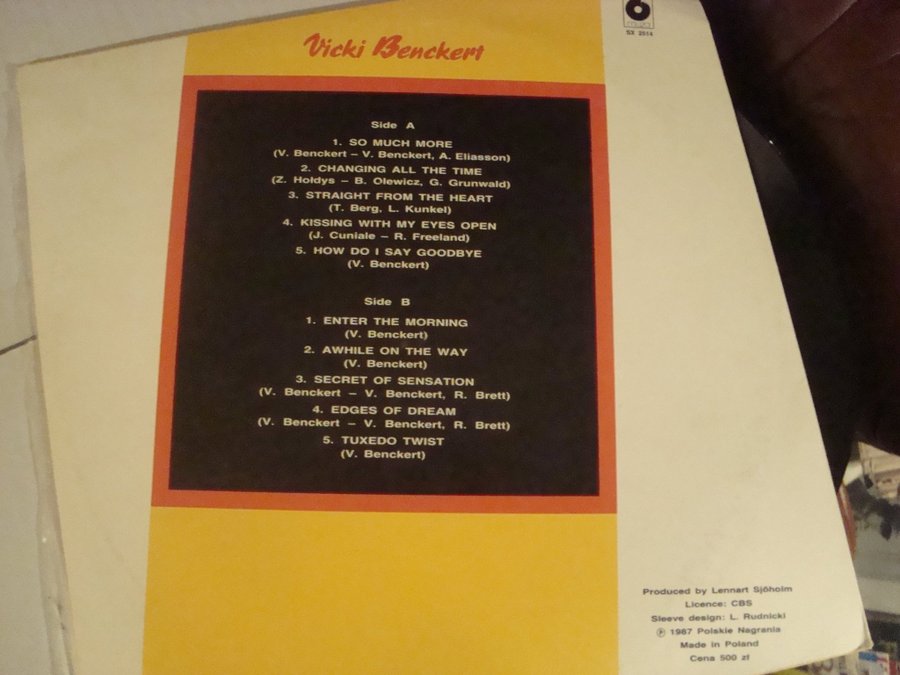 Vicki Benckert
SX 2514
Side A
1. SO MUCH MORE
(V. Benckert – V. Benckert, A. Eliasson)
2. CHANGING ALL THE TIME
(Z. Hołdys – B. Olewicz, G. Grunwald)
3. STRAIGHT FROM THE HEART
(T. Berg, L. Kunkel)
4. KISSING WITH MY EYES OPEN
(J. Cuniale – R. Freeland)
5. HOW DO I SAY GOODBYE
(V. Benckert)
Side B
1. ENTER THE MORNING
(V. Benckert)
2. AWHILE ON THE WAY
(V. Benckert)
3. SECRET OF SENSATION
(V. Benckert – V. Benckert, R. Brett)
4. EDGES OF DREAM
(V. Benckert – V. Benckert, R. Brett)
5. TUXEDO TWIST
(V. Benckert)
Produced by Lennart Sjöholm
Licence: CBS
Sleeve design: L. Rudnicki
℗ 1987 Polskie Nagrania
Made in Poland
Cena 500 zł